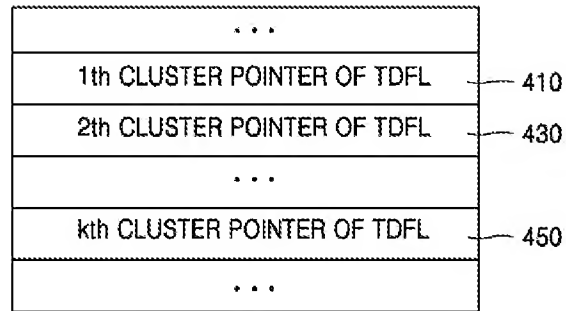 ...
1th CLUSTER POINTER OF TDFL 410
2th CLUSTER POINTER OF TDFL 430
...
kth CLUSTER POINTER OF TDFL 450
...